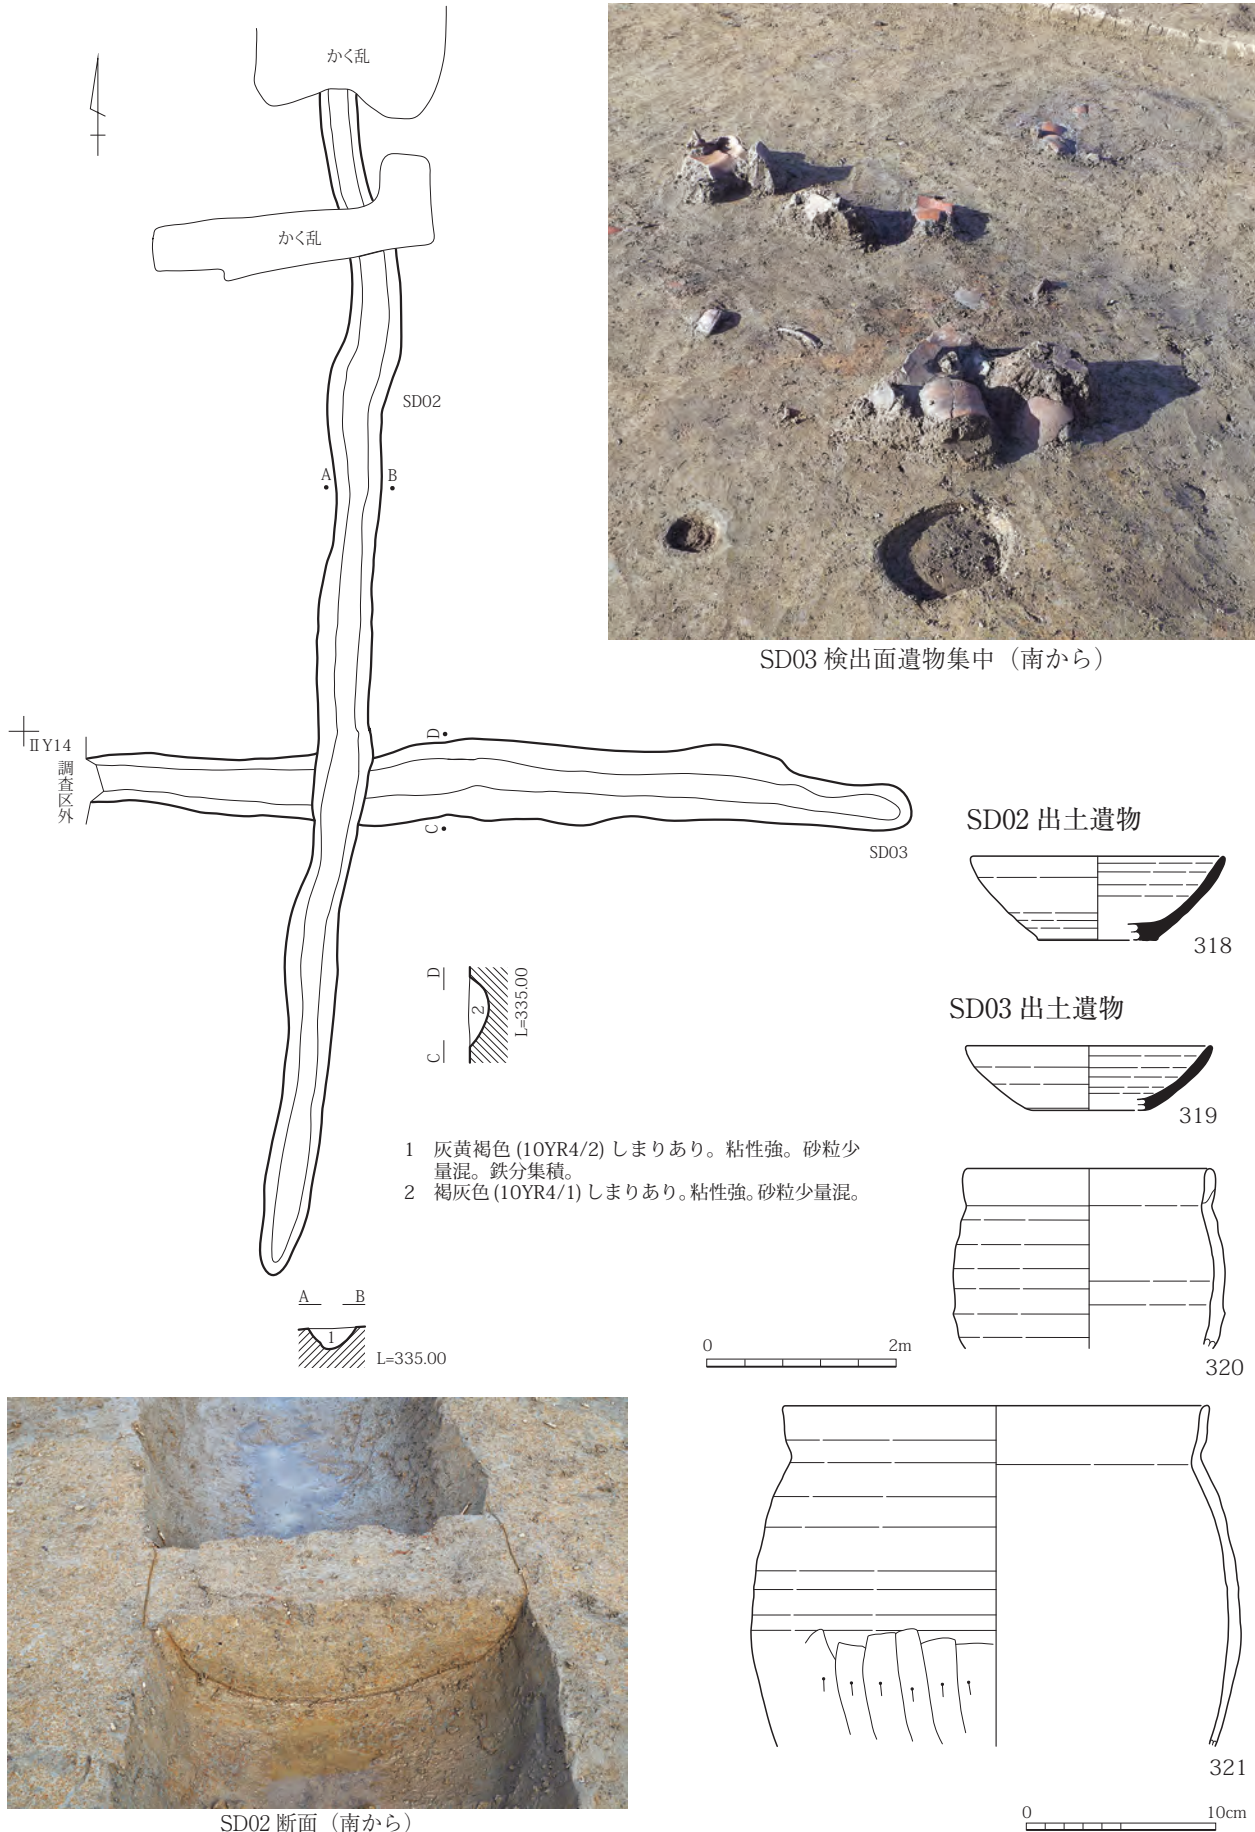 かく乱
かく乱
SD02
A
B
SD03 検出面遺物集中（南から）
ⅡY14
調査区外
D
C
SD03
SD02 出土遺物
318
D
C
2
L=335.00
SD03 出土遺物
319
1 灰黄褐色 (10YR4/2) しまりあり。粘性強。砂粒少
量混。鉄分集積。
2 褐灰色 (10YR4/1) しまりあり。粘性強。砂粒少量混。
A
B
1
L=335.00
0 2m
320
321
SD02 断面（南から）
0 10cm